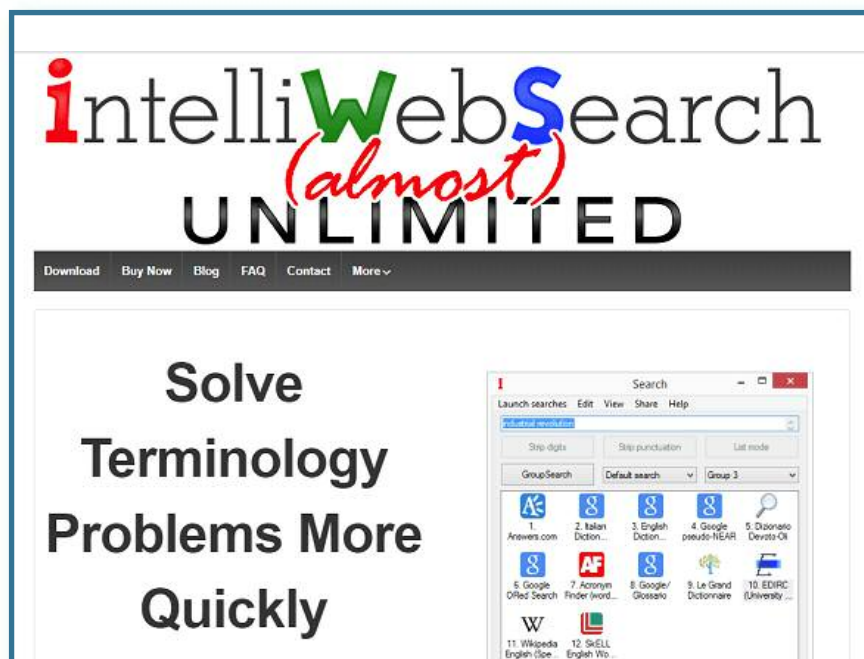 intelliWebSearch
(almost)
UNLIMITED
Download Buy Now Blog FAQ Contact More
Solve
Terminology
Problems More
Quickly
I Search
Launch searches Edit View Share Help
industrial revolution
Strip digits Strip punctuation List mode
GroupSearch Default search Group 3
1. Answers.com
2. Italian Diction...
3. English Diction...
4. Google pseudo-NEAR
5. Dizionario Devoto-Oli
6. Google ORed Search
7. Acronym Finder (word...
8. Google/ Glossario
9. Le Grand Dictionnaire
10. EDIRC (University ...
11. Wikipedia English (Spe...
12. SkELL English Wo...